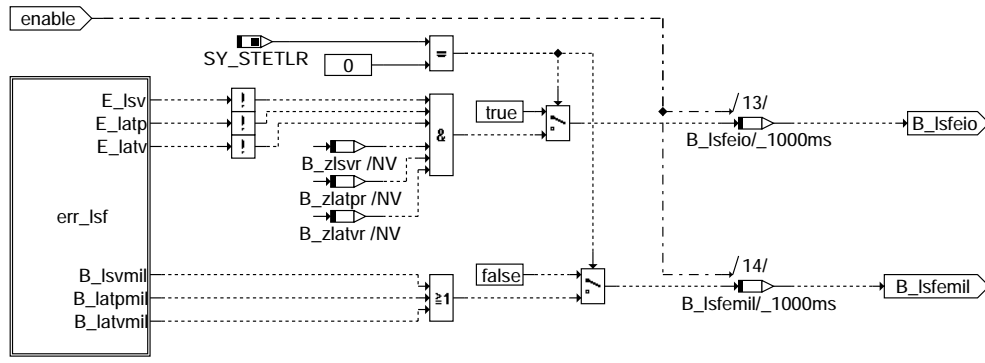 enable
SY_STETLR
0
=
E_lsv
!
E_latp
!
E_latv
!
&
true
/13/
B_lsfeio/_1000ms
B_lsfeio
B_zlsvr /NV
B_zlatpr /NV
B_zlatvr /NV
err_lsf
B_lsvmil
B_latpmil
B_latvmil
≥1
false
/14/
B_lsfemil/_1000ms
B_lsfemil